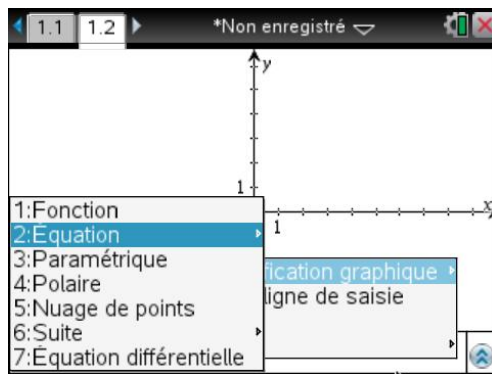 1.1 1.2 *Non enregistré
y
1
x
1
1:Fonction
2:Équation
3:Paramétrique
4:Polaire
5:Nuage de points
6:Suite
7:Équation différentielle
fication graphique
ligne de saisie